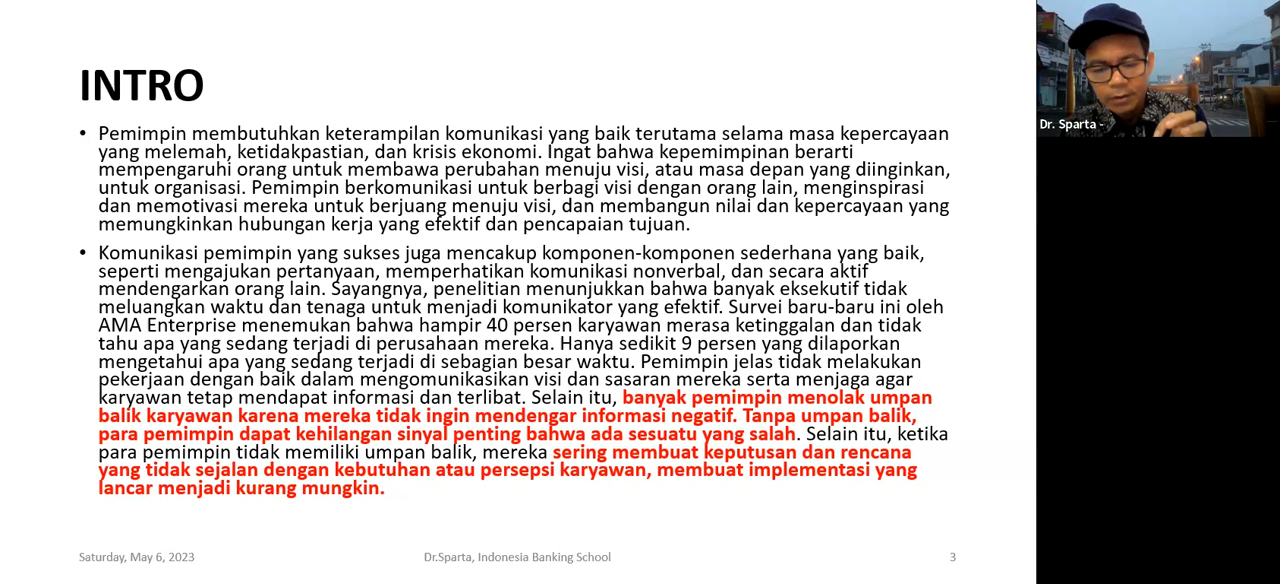 INTRO
• Pemimpin membutuhkan keterampilan komunikasi yang baik terutama selama masa kepercayaan
yang melemah, ketidakpastian, dan krisis ekonomi. Ingat bahwa kepemimpinan berarti
mempengaruhi orang untuk membawa perubahan menuju visi, atau masa depan yang diinginkan,
untuk organisasi. Pemimpin berkomunikasi untuk berbagi visi dengan orang lain, menginspirasi
dan memotivasi mereka untuk berjuang menuju visi, dan membangun nilai dan kepercayaan yang
memungkinkan hubungan kerja yang efektif dan pencapaian tujuan.
• Komunikasi pemimpin yang sukses juga mencakup komponen-komponen sederhana yang baik,
seperti mengajukan pertanyaan, memperhatikan komunikasi nonverbal, dan secara aktif
mendengarkan orang lain. Sayangnya, penelitian menunjukkan bahwa banyak eksekutif tidak
meluangkan waktu dan tenaga untuk menjadi komunikator yang efektif. Survei baru-baru ini oleh
AMA Enterprise menemukan bahwa hampir 40 persen karyawan merasa ketinggalan dan tidak
tahu apa yang sedang terjadi di perusahaan mereka. Hanya sedikit 9 persen yang dilaporkan
mengetahui apa yang sedang terjadi di sebagian besar waktu. Pemimpin jelas tidak melakukan
pekerjaan dengan baik dalam mengomunikasikan visi dan sasaran mereka serta menjaga agar
karyawan tetap mendapat informasi dan terlibat. Selain itu, banyak pemimpin menolak umpan
balik karyawan karena mereka tidak ingin mendengar informasi negatif. Tanpa umpan balik,
para pemimpin dapat kehilangan sinyal penting bahwa ada sesuatu yang salah. Selain itu, ketika
para pemimpin tidak memiliki umpan balik, mereka sering membuat keputusan dan rencana
yang tidak sejalan dengan kebutuhan atau persepsi karyawan, membuat implementasi yang
lancar menjadi kurang mungkin.
Saturday, May 6, 2023
Dr.Sparta, Indonesia Banking School
3
Dr. Sparta -